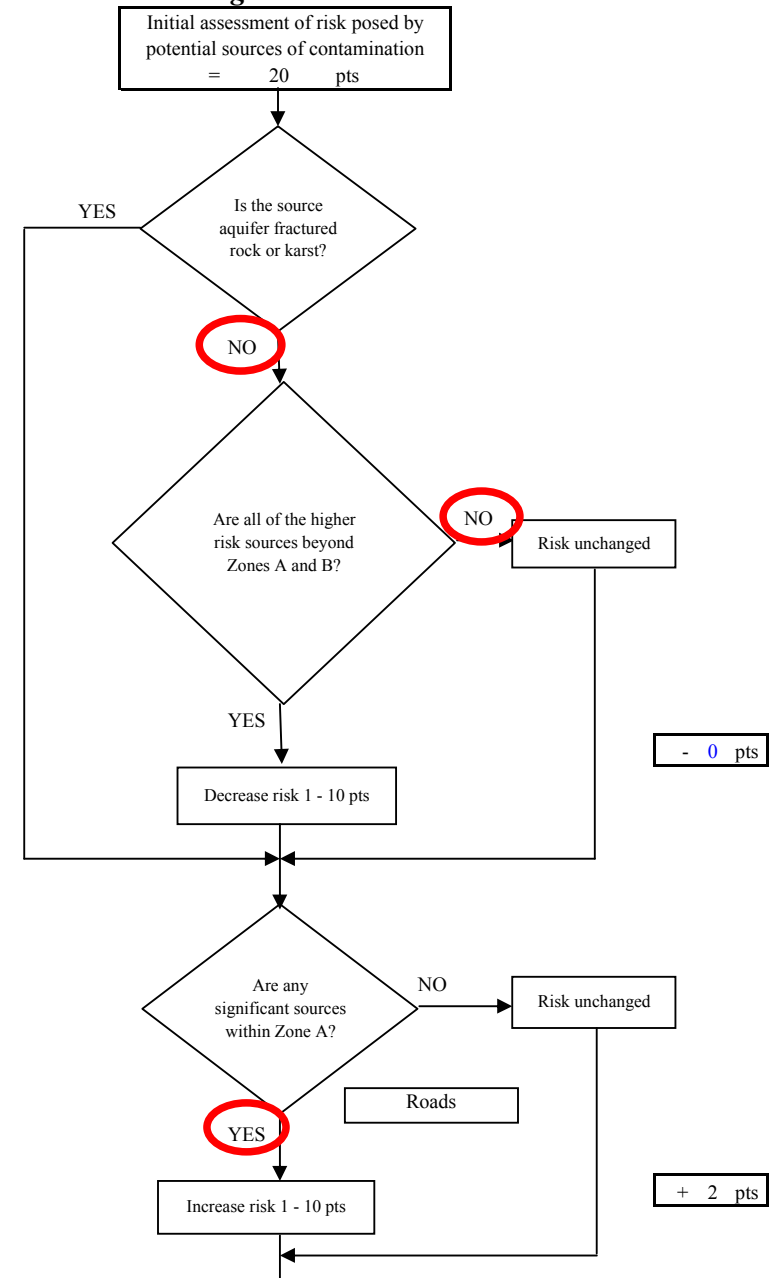 Initial assessment of risk posed by
potential sources of contamination
= 20 pts
YES
Is the source
aquifer fractured
rock or karst?
NO
Are all of the higher
risk sources beyond
Zones A and B?
NO
Risk unchanged
YES
- 0 pts
Decrease risk 1 - 10 pts
Are any
significant sources
within Zone A?
NO
Risk unchanged
Roads
YES
+ 2 pts
Increase risk 1 - 10 pts